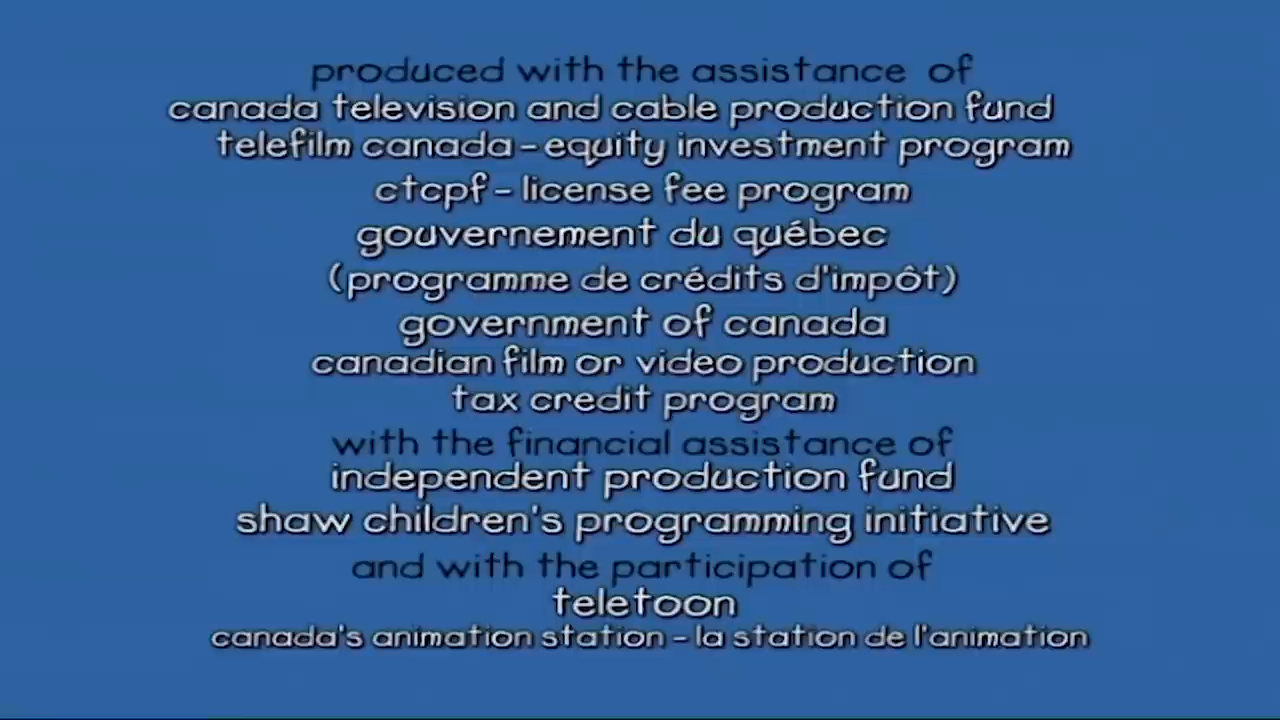 produced with the assistance of
canada television and cable production fund
telefilm canada - equity investment program
ctcpf - license fee program
gouvernement du québec
(programme de crédits d'impôt)
government of canada
canadian film or video production
tax credit program
with the financial assistance of
independent production fund
shaw children's programming initiative
and with the participation of
teletoon
canada's animation station - la station de l'animation